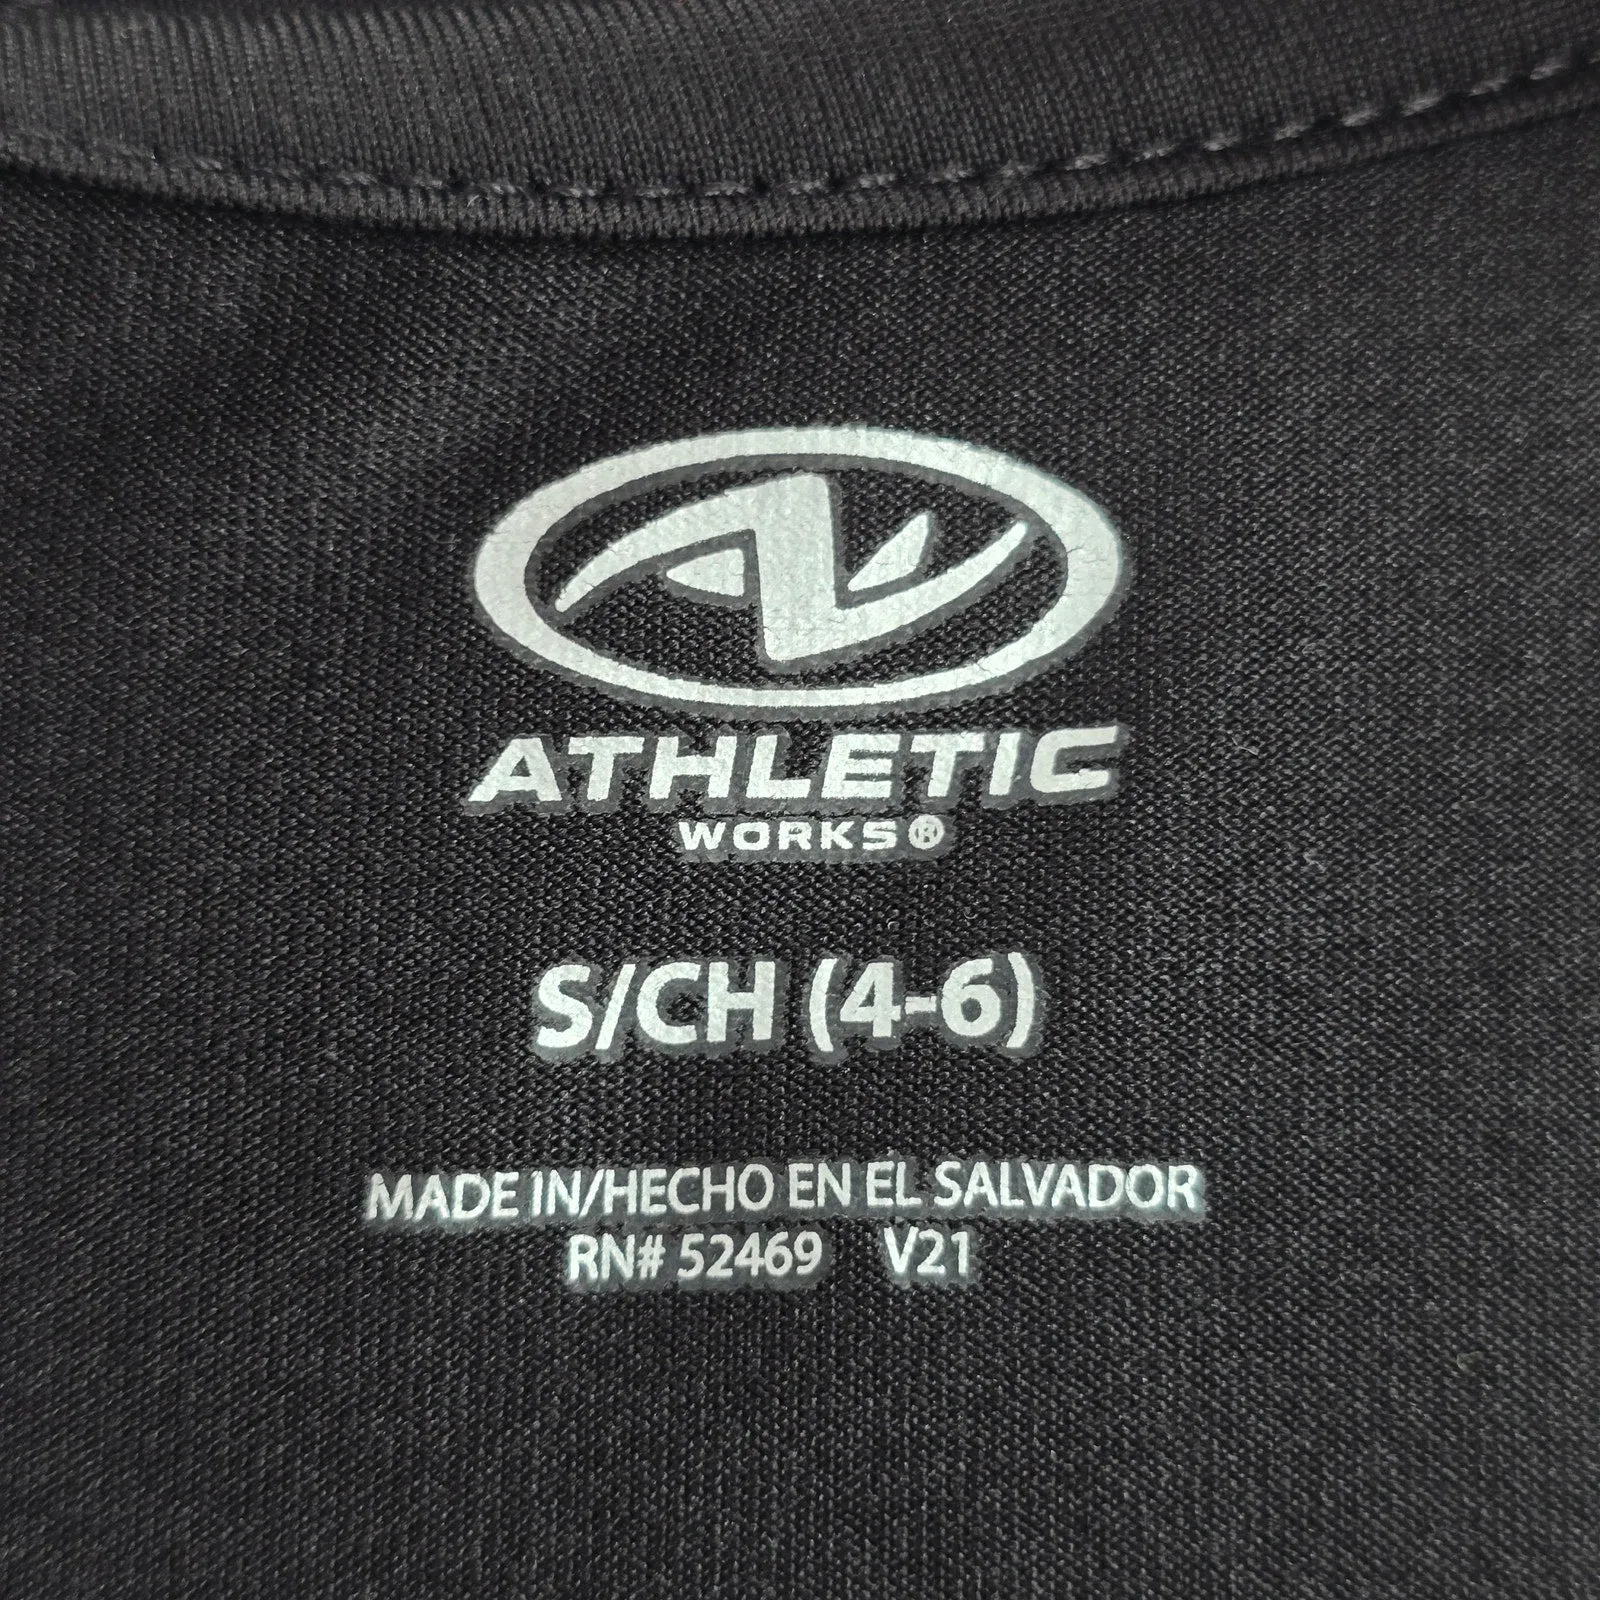 ATHLETIC
WORKS®
S/CH (4-6)
MADE IN/HECHO EN EL SALVADOR
RN# 52469 V21